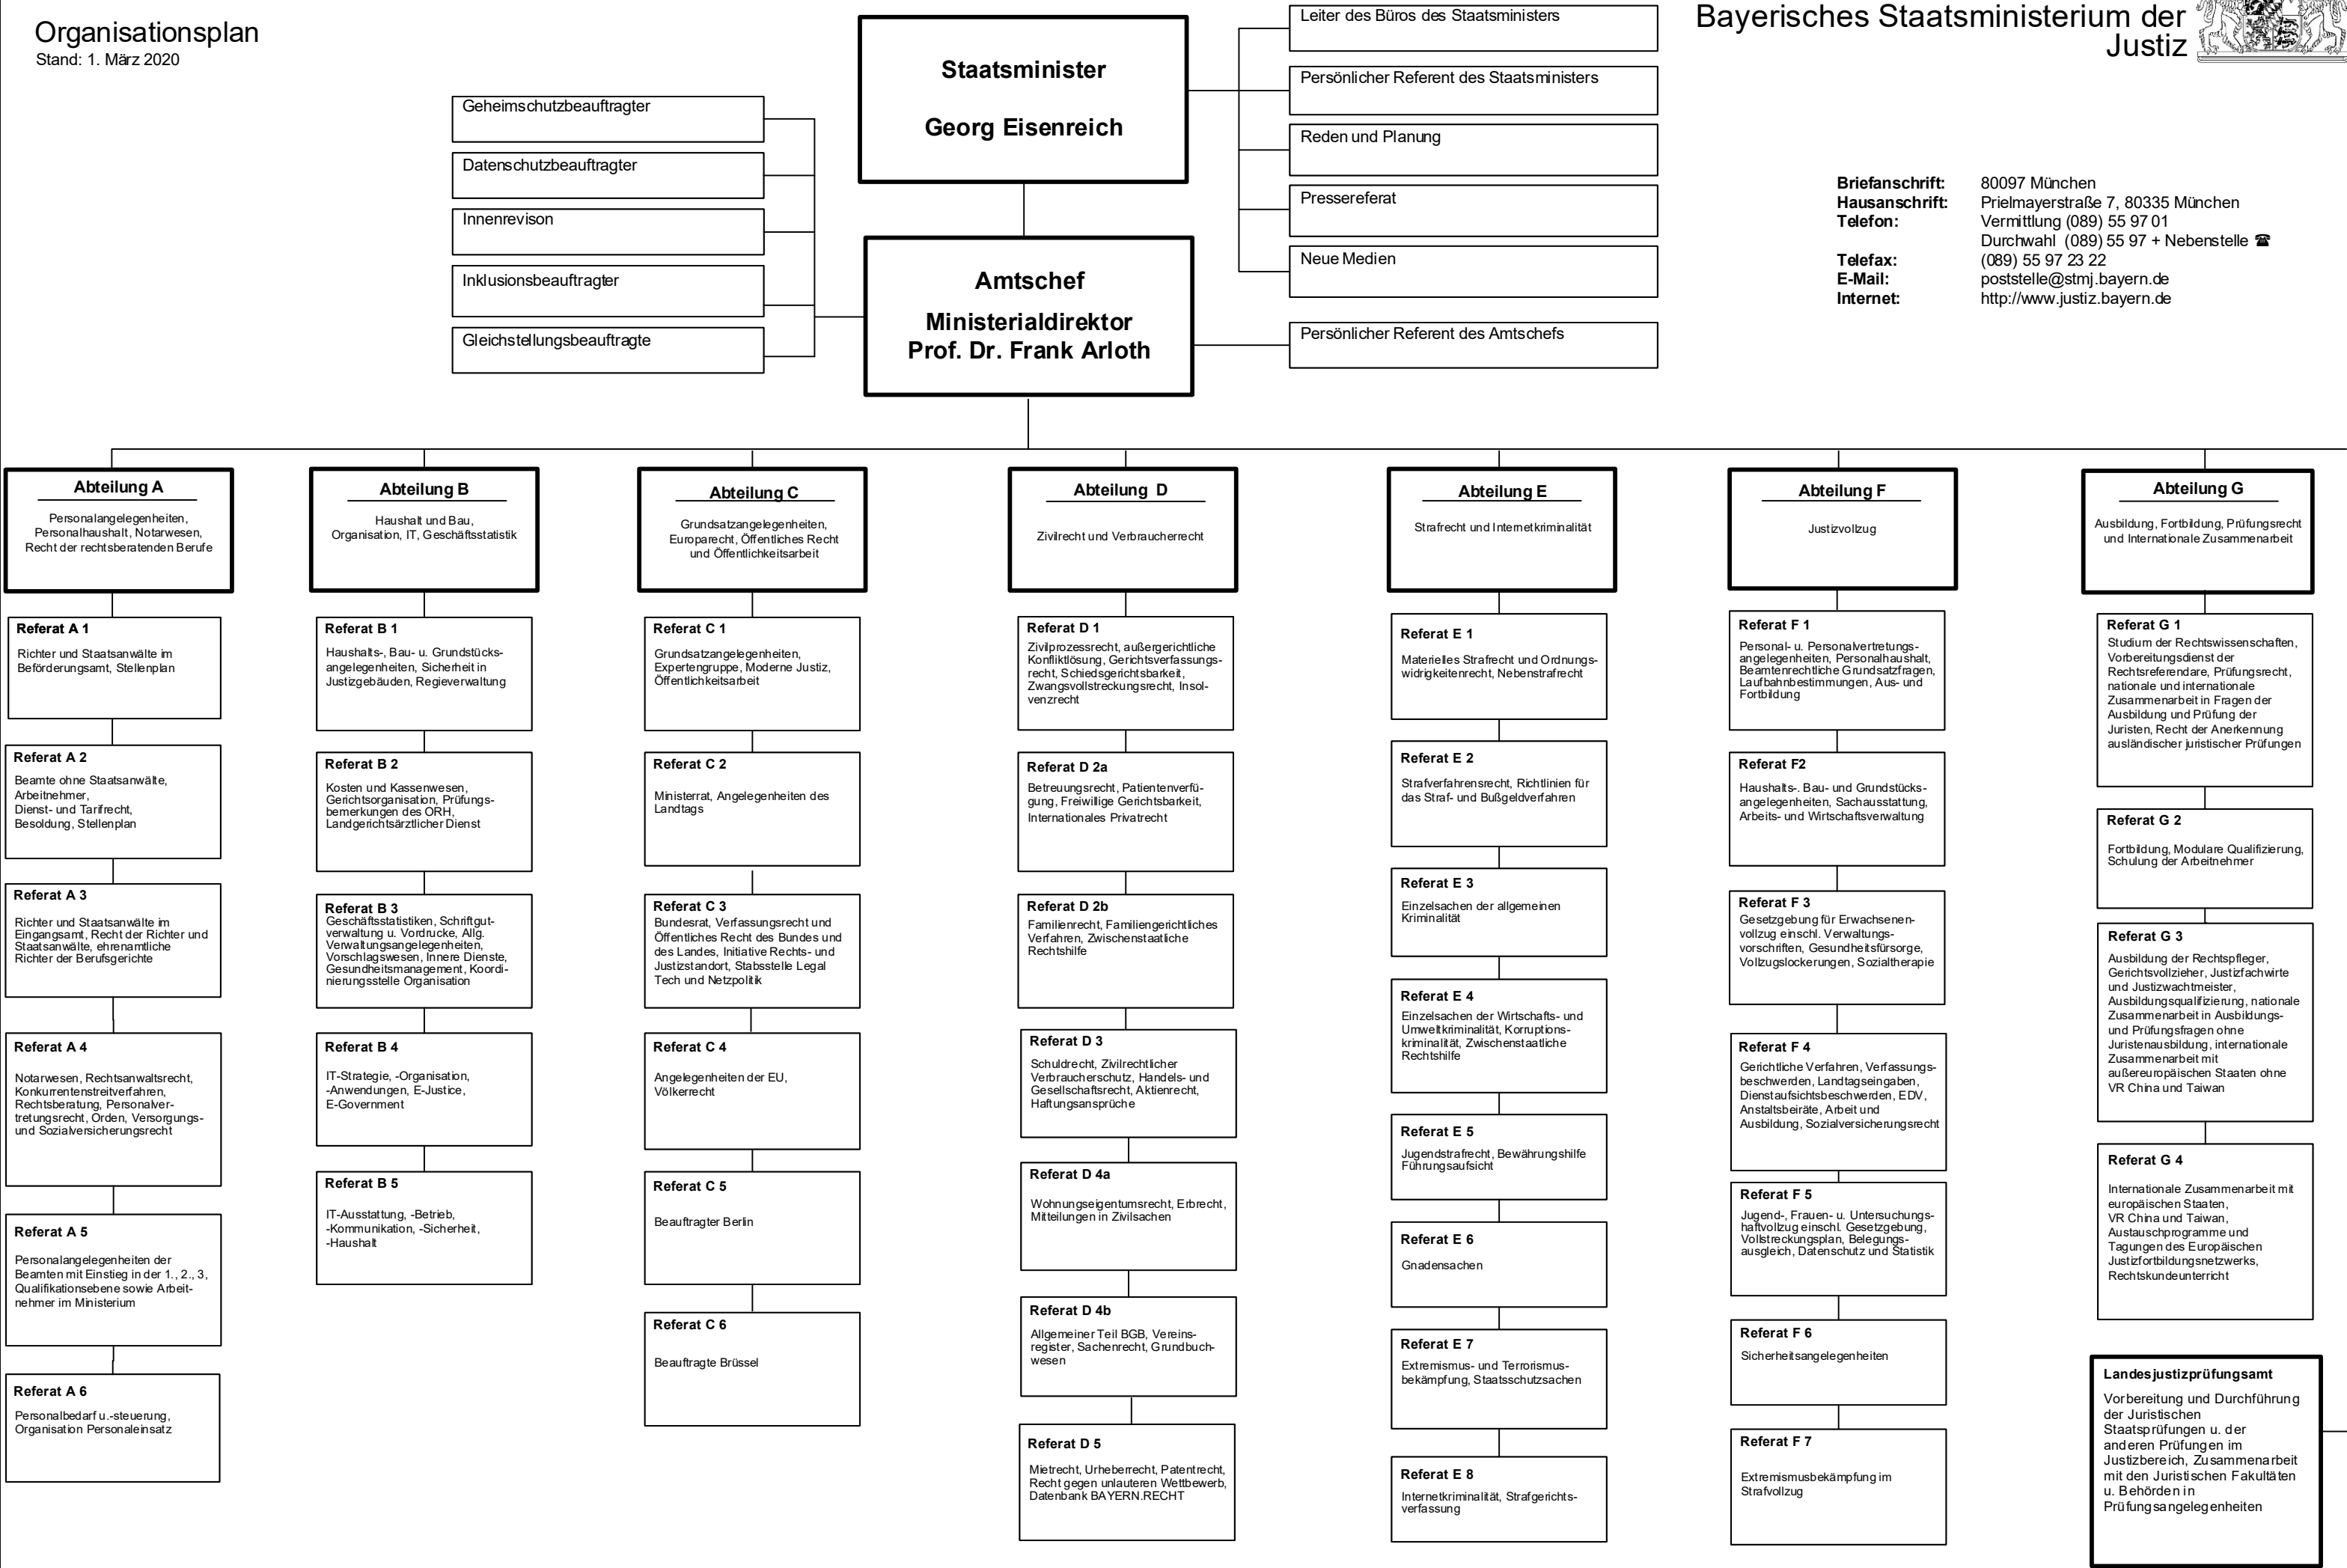 Organisationsplan
Stand: 1. März 2020
Bayerisches Staatsministerium der
Justiz
Staatsminister
Georg Eisenreich
Leiter des Büros des Staatsministers
Persönlicher Referent des Staatsministers
Reden und Planung
Pressereferat
Neue Medien
Geheimschutzbeauftragter
Datenschutzbeauftragter
Innenrevison
Inklusionsbeauftragter
Gleichstellungsbeauftragte
Amtschef
Ministerialdirektor
Prof. Dr. Frank Arloth
Persönlicher Referent des Amtschefs
Briefanschrift: 80097 München
Hausanschrift: Prielmayerstraße 7, 80335 München
Telefon: Vermittlung (089) 55 97 01
Durchwahl (089) 55 97 + Nebenstelle ☎
Telefax: (089) 55 97 23 22
E-Mail: poststelle@stmj.bayern.de
Internet: http://www.justiz.bayern.de
Abteilung A
Personalangelegenheiten,
Personalhaushalt, Notarwesen,
Recht der rechtsberatenden Berufe
Referat A 1
Richter und Staatsanwälte im
Beförderungsamt, Stellenplan
Referat A 2
Beamte ohne Staatsanwälte,
Arbeitnehmer,
Dienst- und Tarifrecht,
Besoldung, Stellenplan
Referat A 3
Richter und Staatsanwälte im
Eingangsamt, Recht der Richter und
Staatsanwälte, ehrenamtliche
Richter der Berufsgerichte
Referat A 4
Notarwesen, Rechtsanwaltsrecht,
Konkurrentenstreitverfahren,
Rechtsberatung, Personalver-
tretungsrecht, Orden, Versorgungs-
und Sozialversicherungsrecht
Referat A 5
Personalangelegenheiten der
Beamten mit Einstieg in der 1., 2., 3,
Qualifikationsebene sowie Arbeit-
nehmer im Ministerium
Referat A 6
Personalbedarf u.-steuerung,
Organisation Personaleinsatz
Abteilung B
Haushalt und Bau,
Organisation, IT, Geschäftsstatistik
Referat B 1
Haushalts-, Bau- u. Grundstücks-
angelegenheiten, Sicherheit in
Justizgebäuden, Regieverwaltung
Referat B 2
Kosten und Kassenwesen,
Gerichtsorganisation, Prüfungs-
bemerkungen des ORH,
Landgerichtsärztlicher Dienst
Referat B 3
Geschäftsstatistiken, Schriftgut-
verwaltung u. Vordrucke, Allg.
Verwaltungsangelegenheiten,
Vorschlagswesen, Innere Dienste,
Gesundheitsmanagement, Koordi-
nierungsstelle Organisation
Referat B 4
IT-Strategie, -Organisation,
-Anwendungen, E-Justice,
E-Government
Referat B 5
IT-Ausstattung, -Betrieb,
-Kommunikation, -Sicherheit,
-Haushalt
Abteilung C
Grundsatzangelegenheiten,
Europarecht, Öffentliches Recht
und Öffentlichkeitsarbeit
Referat C 1
Grundsatzangelegenheiten,
Expertengruppe, Moderne Justiz,
Öffentlichkeitsarbeit
Referat C 2
Ministerrat, Angelegenheiten des
Landtags
Referat C 3
Bundesrat, Verfassungsrecht und
Öffentliches Recht des Bundes und
des Landes, Initiative Rechts- und
Justizstandort, Stabsstelle Legal
Tech und Netzpolitik
Referat C 4
Angelegenheiten der EU,
Völkerrecht
Referat C 5
Beauftragter Berlin
Referat C 6
Beauftragte Brüssel
Abteilung D
Zivilrecht und Verbraucherrecht
Referat D 1
Zivilprozessrecht, außergerichtliche
Konfliktlösung, Gerichtsverfassungs-
recht, Schiedsgerichtsbarkeit,
Zwangsvollstreckungsrecht, Insol-
venzrecht
Referat D 2a
Betreuungsrecht, Patientenverfü-
gung, Freiwillige Gerichtsbarkeit,
Internationales Privatrecht
Referat D 2b
Familienrecht, Familiengerichtliches
Verfahren, Zwischenstaatliche
Rechtshilfe
Referat D 3
Schuldrecht, Zivilrechtlicher
Verbraucherschutz, Handels- und
Gesellschaftsrecht, Aktienrecht,
Haftungsansprüche
Referat D 4a
Wohnungseigentumsrecht, Erbrecht,
Mitteilungen in Zivilsachen
Referat D 4b
Allgemeiner Teil BGB, Vereins-
register, Sachenrecht, Grundbuch-
wesen
Referat D 5
Mietrecht, Urheberrecht, Patentrecht,
Recht gegen unlauteren Wettbewerb,
Datenbank BAYERN.RECHT
Abteilung E
Strafrecht und Internetkriminalität
Referat E 1
Materielles Strafrecht und Ordnungs-
widrigkeitenrecht, Nebenstrafrecht
Referat E 2
Strafverfahrensrecht, Richtlinien für
das Straf- und Bußgeldverfahren
Referat E 3
Einzelsachen der allgemeinen
Kriminalität
Referat E 4
Einzelsachen der Wirtschafts- und
Umweltkriminalität, Korruptions-
kriminalität, Zwischenstaatliche
Rechtshilfe
Referat E 5
Jugendstrafrecht, Bewährungshilfe
Führungsaufsicht
Referat E 6
Gnadensachen
Referat E 7
Extremismus- und Terrorismus-
bekämpfung, Staatsschutzsachen
Referat E 8
Internetkriminalität, Strafgerichts-
verfassung
Abteilung F
Justizvollzug
Referat F 1
Personal- u. Personalvertretungs-
angelegenheiten, Personalhaushalt,
Beamtenrechtliche Grundsatzfragen,
Laufbahnbestimmungen, Aus- und
Fortbildung
Referat F2
Haushalts-. Bau- und Grundstücks-
angelegenheiten, Sachausstattung,
Arbeits- und Wirtschaftsverwaltung
Referat F 3
Gesetzgebung für Erwachsenen-
vollzug einschl. Verwaltungs-
vorschriften, Gesundheitsfürsorge,
Vollzugslockerungen, Sozialtherapie
Referat F 4
Gerichtliche Verfahren, Verfassungs-
beschwerden, Landtagseingaben,
Dienstaufsichtsbeschwerden, EDV,
Anstaltsbeiräte, Arbeit und
Ausbildung, Sozialversicherungsrecht
Referat F 5
Jugend-, Frauen- u. Untersuchungs-
haftvollzug einschl. Gesetzgebung,
Vollstreckungsplan, Belegungs-
ausgleich, Datenschutz und Statistik
Referat F 6
Sicherheitsangelegenheiten
Referat F 7
Extremismusbekämpfung im
Strafvollzug
Abteilung G
Ausbildung, Fortbildung, Prüfungsrecht
und Internationale Zusammenarbeit
Referat G 1
Studium der Rechtswissenschaften,
Vorbereitungsdienst der
Rechtsreferendare, Prüfungsrecht,
nationale und internationale
Zusammenarbeit in Fragen der
Ausbildung und Prüfung der
Juristen, Recht der Anerkennung
ausländischer juristischer Prüfungen
Referat G 2
Fortbildung, Modulare Qualifizierung,
Schulung der Arbeitnehmer
Referat G 3
Ausbildung der Rechtspfleger,
Gerichtsvollzieher, Justizfachwirte
und Justizwachtmeister,
Ausbildungsqualifizierung, nationale
Zusammenarbeit in Ausbildungs-
und Prüfungsfragen ohne
Juristenausbildung, internationale
Zusammenarbeit mit
außereuropäischen Staaten ohne
VR China und Taiwan
Referat G 4
Internationale Zusammenarbeit mit
europäischen Staaten,
VR China und Taiwan,
Austauschprogramme und
Tagungen des Europäischen
Justizfortbildungsnetzwerks,
Rechtskundeunterricht
Landesjustizprüfungsamt
Vorbereitung und Durchführung
der Juristischen
Staatsprüfungen u. der
anderen Prüfungen im
Justizbereich, Zusammenarbeit
mit den Juristischen Fakultäten
u. Behörden in
Prüfungsangelegenheiten